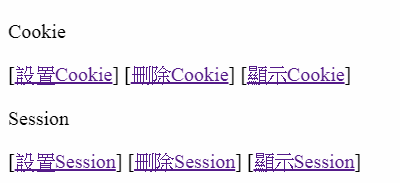 Cookie
[設置Cookie] [刪除Cookie] [顯示Cookie]
Session
[設置Session] [刪除Session] [顯示Session]